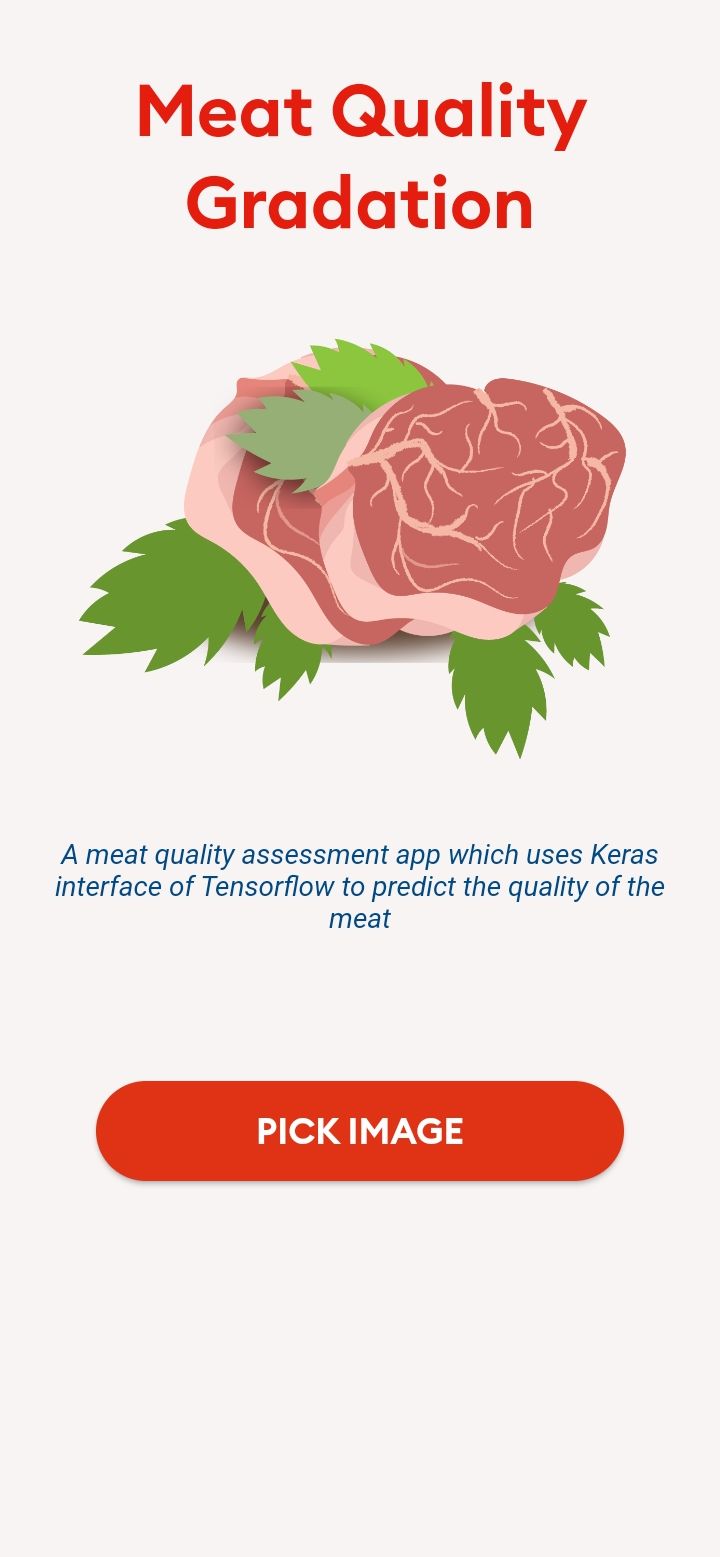 Meat Quality
Gradation
A meat quality assessment app which uses Keras
interface of Tensorflow to predict the quality of the
meat
PICK IMAGE